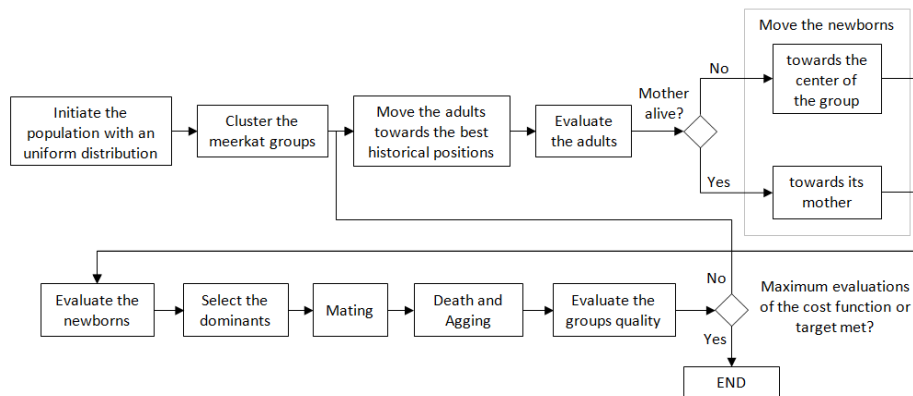 Move the newborns
Initiate the
population with an
uniform distribution
Cluster the
meerkat groups
Move the adults
towards the best
historical positions
Evaluate
the adults
Mother
alive?
No
towards the
center of
the group
Yes
towards its
mother
Evaluate the
newborns
Select the
dominants
Mating
Death and
Agging
Evaluate the
groups quality
No
Maximum evaluations
of the cost function or
target met?
Yes
END